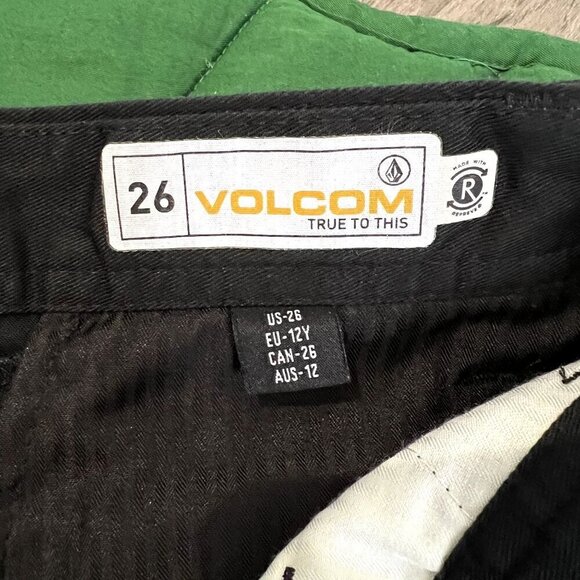 26
VOLCOM
TRUE TO THIS
MADE WITH
R
REPREVE
US-26
EU-12Y
CAN-26
AUS-12